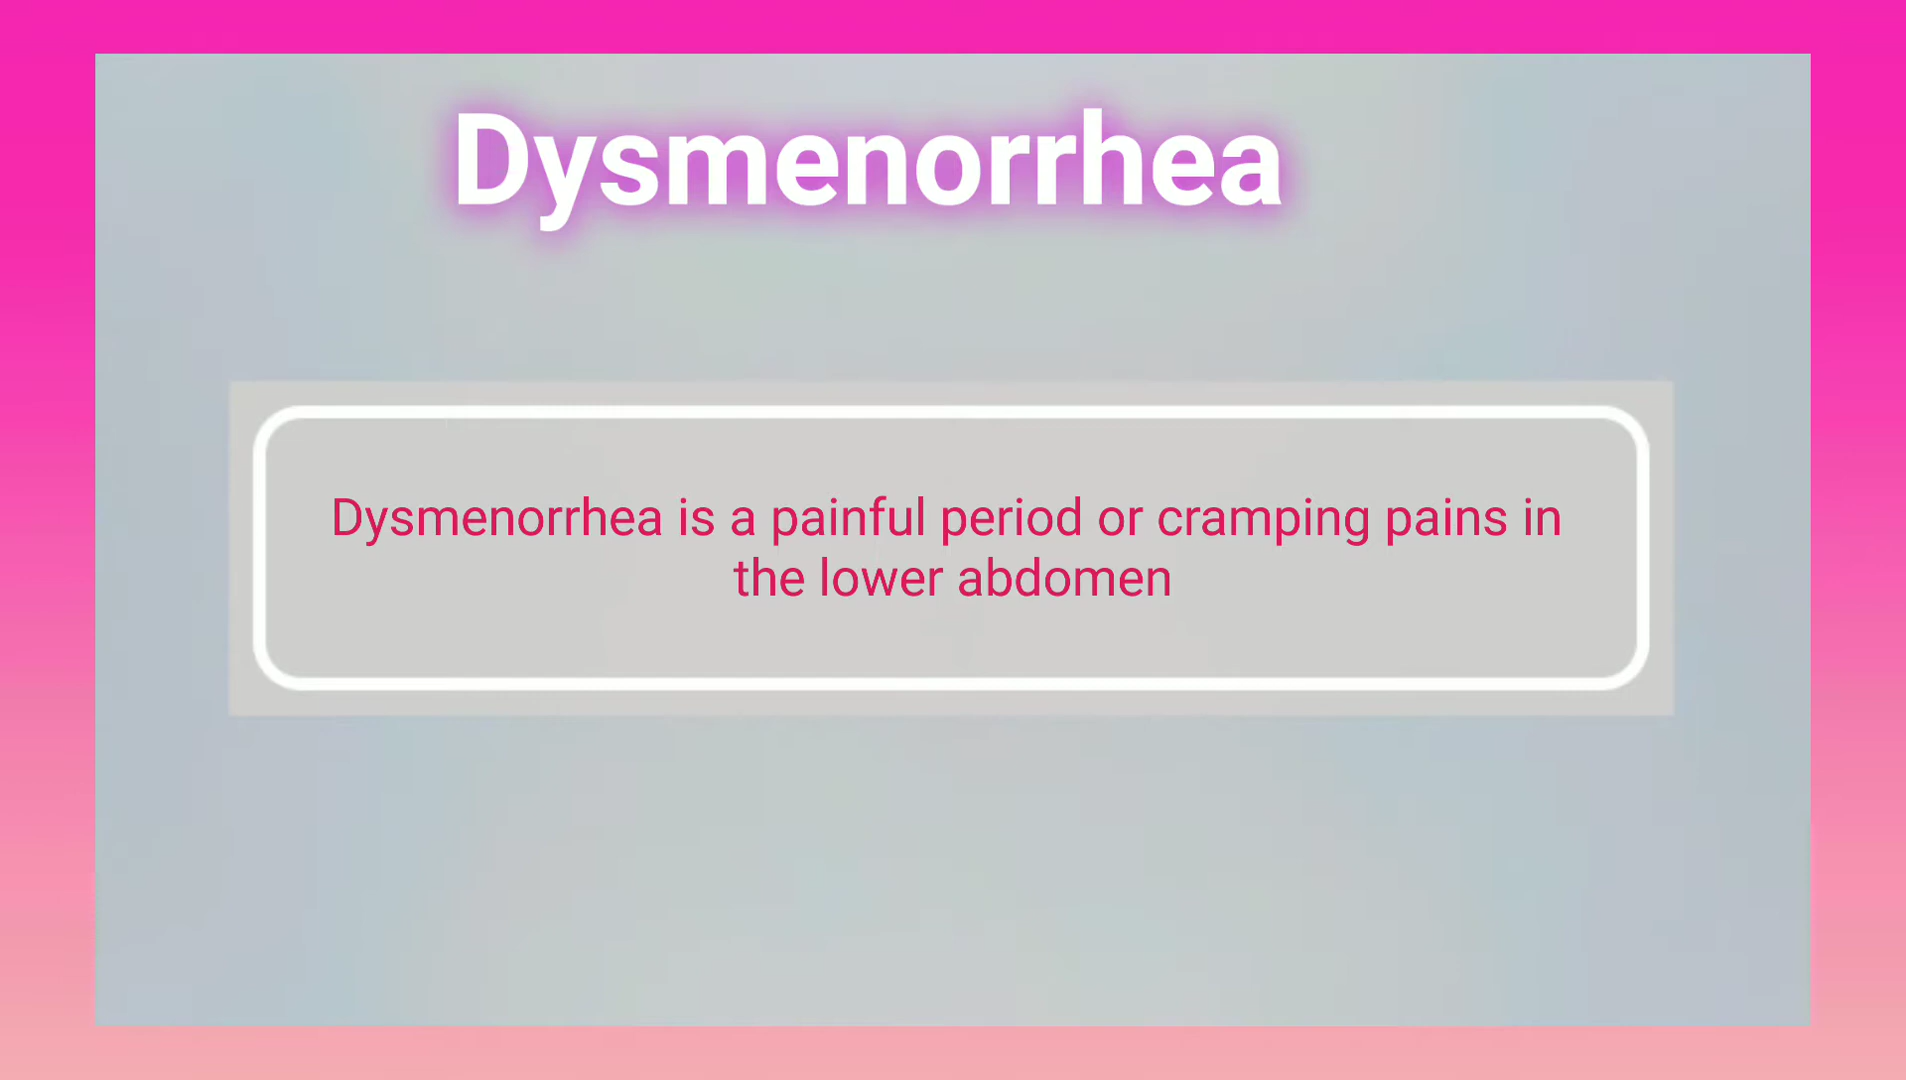 Dysmenorrhea
Dysmenorrhea is a painful period or cramping pains in
the lower abdomen